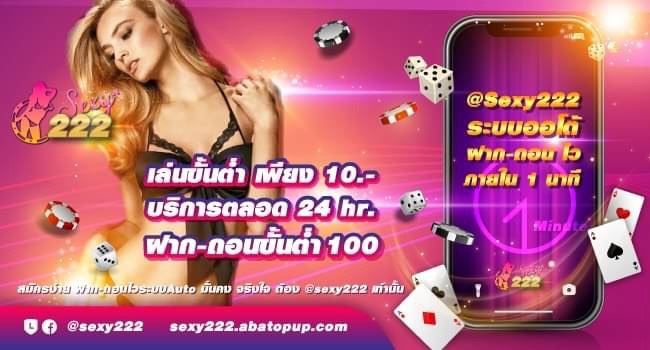 Sexy
222
เล่นขั้นต่ำ เพียง 10.-
บริการตลอด 24 hr.
ฝาก-ถอนขั้นต่ำ 100
สมัครง่าย ฝาก-ถอนไวระบบAuto มั่นคง จริงใจ ต้อง @sexy222 เท่านั้น
@sexy222 sexy222.abatopup.com
@Sexy222
ระบบออโต้
ฝาก-ถอน ไว
ภายใน 1 นาที
1
Minute
222
A
A